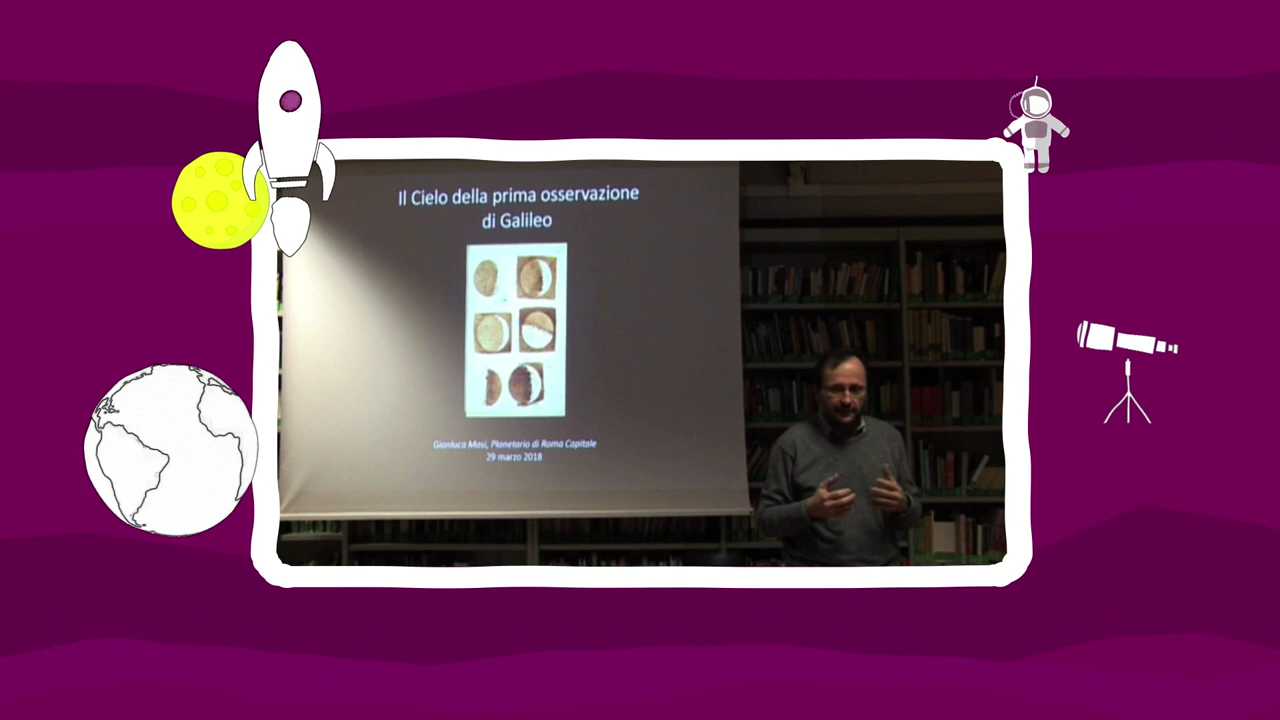 Il Cielo della prima osservazione
di Galileo
Gianluca Masi, Planetario di Roma Capitale
29 marzo 2018